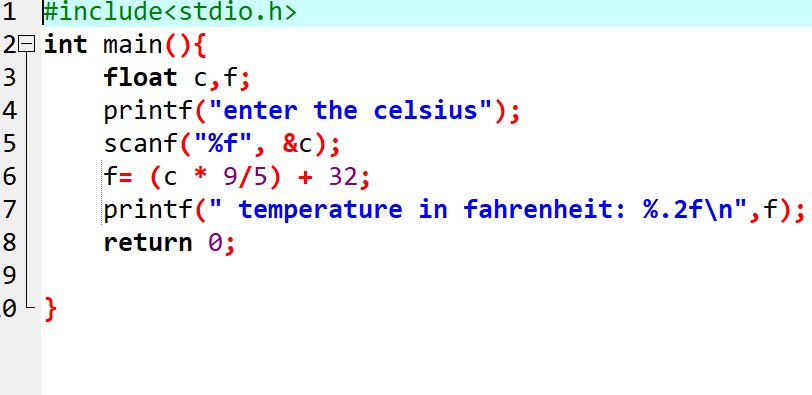 1 #include<stdio.h>
2 int main(){
3 float c,f;
4 printf("enter the celsius");
5 scanf("%f", &c);
6 f= (c * 9/5) + 32;
7 printf(" temperature in fahrenheit: %.2f\n",f);
8 return 0;
9
0 }